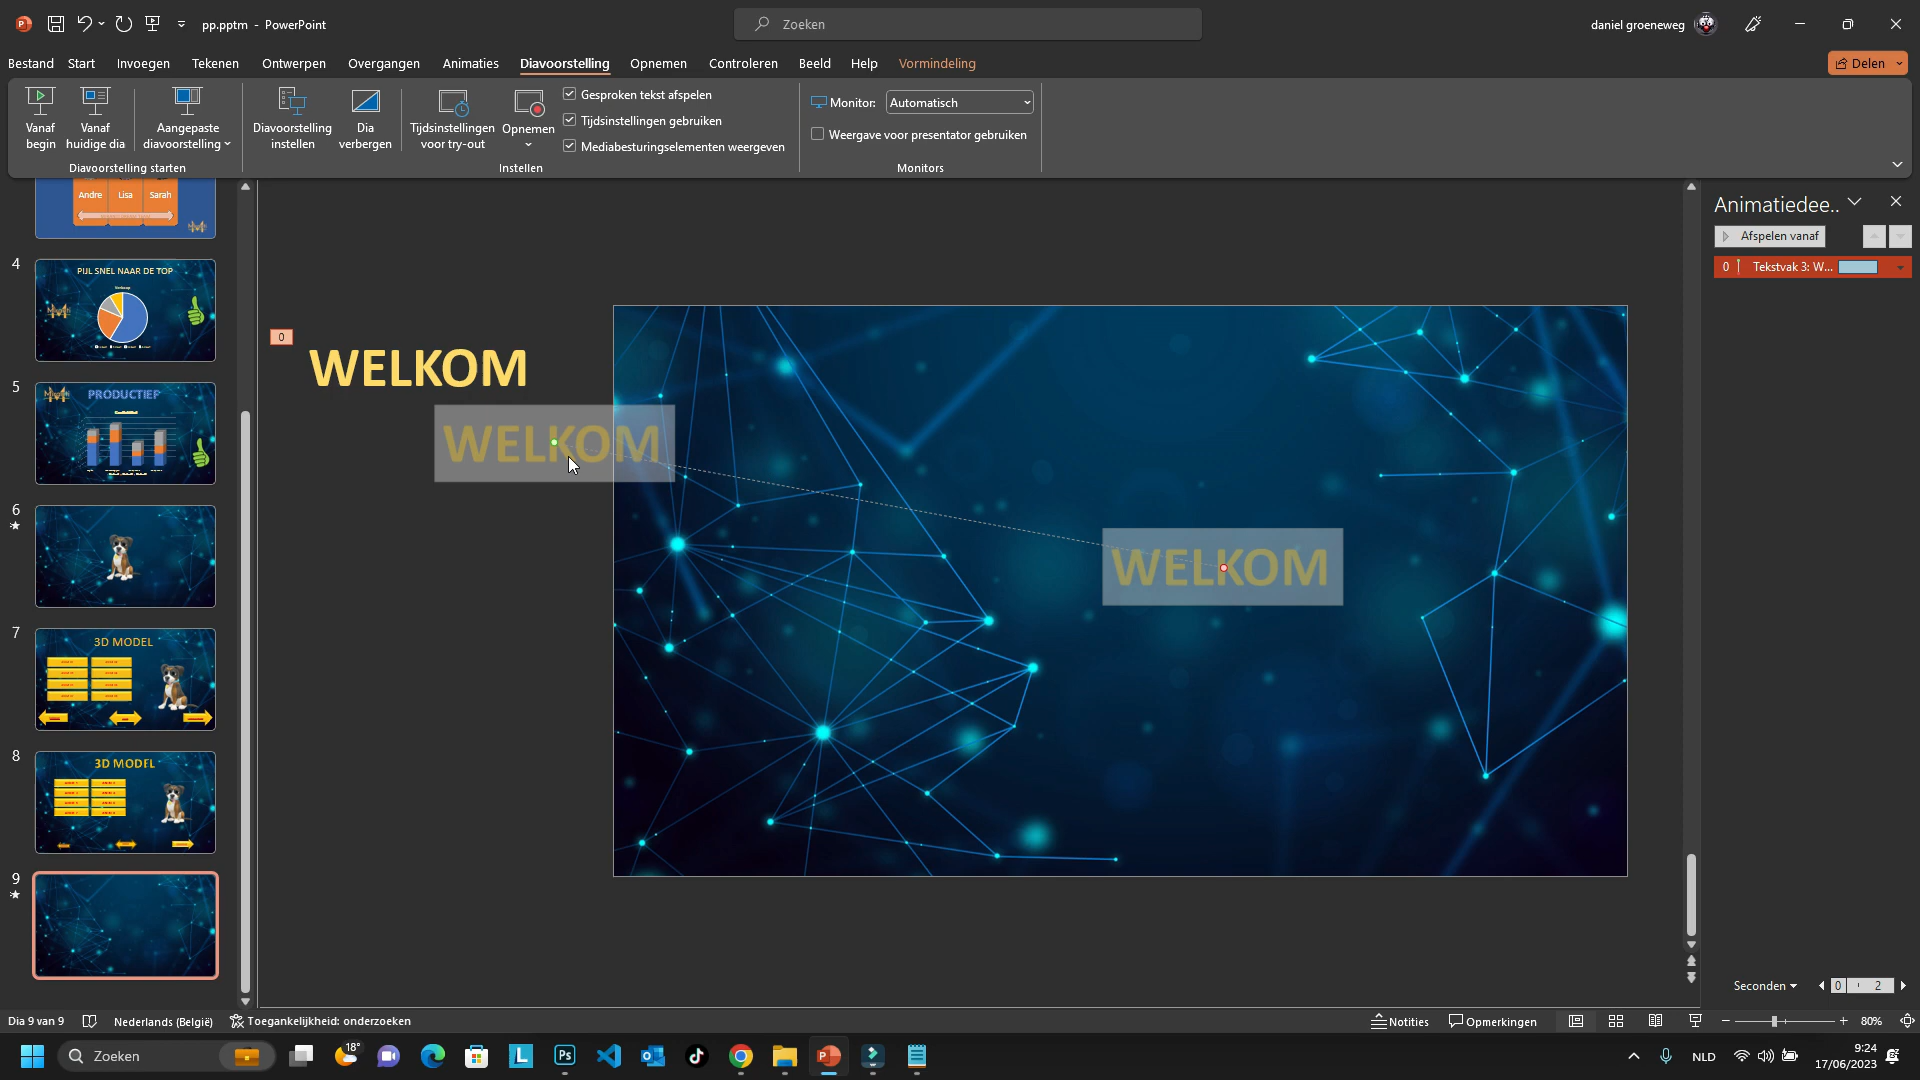 pp.pptm - PowerPoint
Zoeken
daniel groeneweg
Bestand Start Invoegen Tekenen Ontwerpen Overgangen Animaties Diavoorstelling Opnemen Controleren Beeld Help Vormindeling
Delen
Vanaf begin
Vanaf huidige dia
Aangepaste diavoorstelling
Diavoorstelling starten
Diavoorstelling instellen
Dia verbergen
Tijdsinstellingen voor try-out
Opnemen
Gesproken tekst afspelen
Tijdsinstellingen gebruiken
Mediabesturingselementen weergeven
Instellen
Monitor: Automatisch
Weergave voor presentator gebruiken
Monitors
Andre Lisa Sarah
4
PIJL SNEL NAAR DE TOP
5
PRODUCTIEF
6
7
3D MODEL
8
3D MODEL
9
0
WELKOM
WELKOM
WELKOM
Animatiedee..
Afspelen vanaf
0 Tekstvak 3: W...
Seconden 0 2
Dia 9 van 9 Nederlands (België) Toegankelijkheid: onderzoeken
Notities Opmerkingen 80%
Zoeken
18°
NLD
9:24
17/06/2023